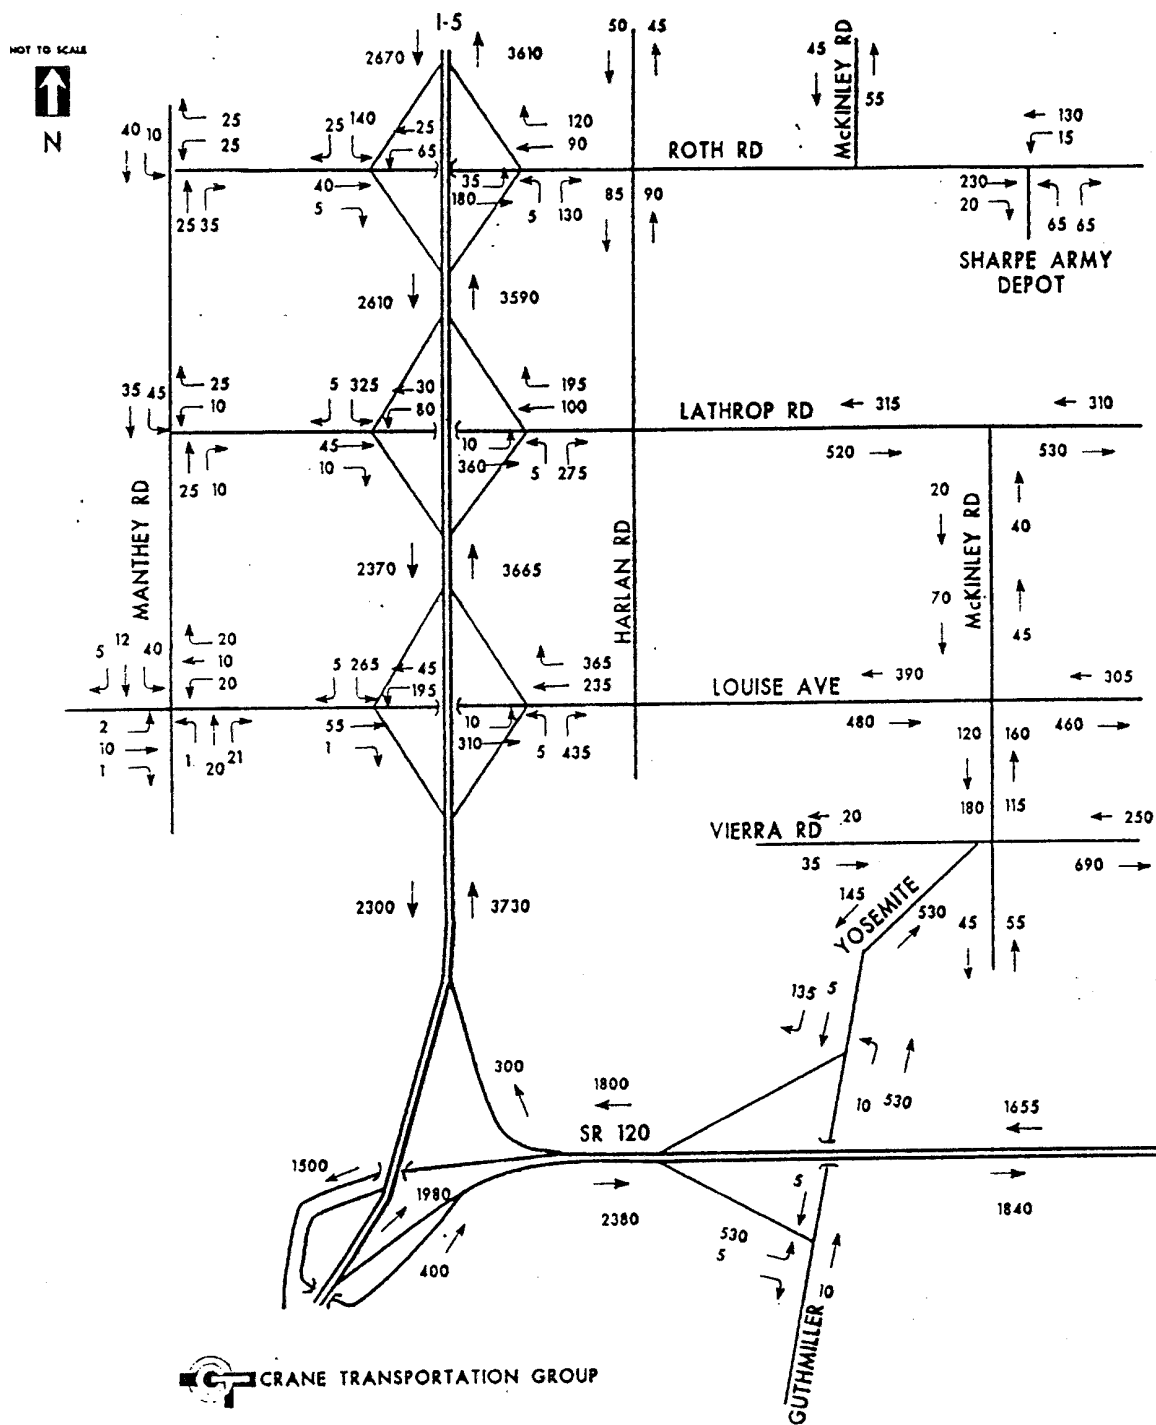 I-5
NOT TO SCALE
N
2670 3610
50 45
45 McKINLEY RD 55
40 10 25
25
25 140 25
65
120
90
ROTH RD
130
15
25 35
40
5
35
180
5 130
85 90
230
20
65 65
SHARPE ARMY
DEPOT
2610 3590
35 45 25
10
5 325 30
80
195
100
LATHROP RD 315 310
25 10
45
10
10
360
5 275
520 530
MANTHEY RD
HARLAN RD
McKINLEY RD
20 40
2370 3665
70 45
5 12 40 20
10
20
5 265 45
195
365
235
LOUISE AVE
390 305
2
10
1
1 20 21
55
1
10
310
5 435
480 460
120 160
180 115
VIERRA RD 20 250
35 690
2300 3730
145 YOSEMITE 530
45 55
135 5
300
1800
SR 120
10 530
1655
1500
1980
2380
400
5
530
5
1840
10
GUTHMILLER
CRANE TRANSPORTATION GROUP